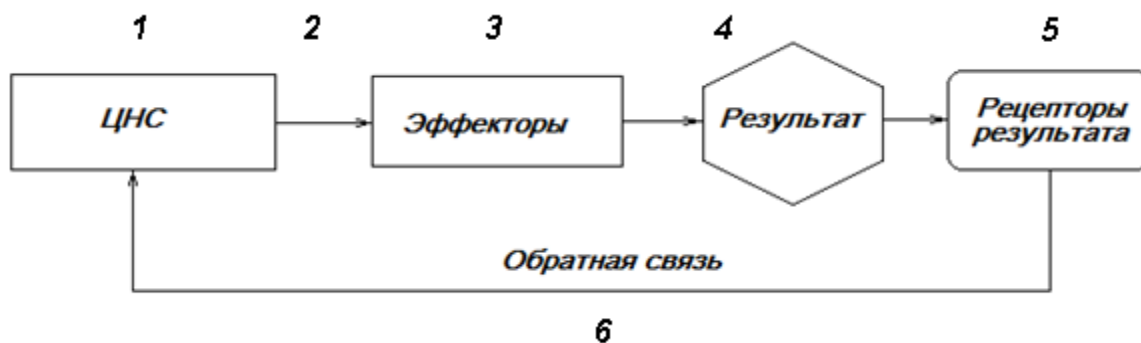 1 2 3 4 5
ЦНС
Эффекторы
Результат
Рецепторы
результата
Обратная связь
6